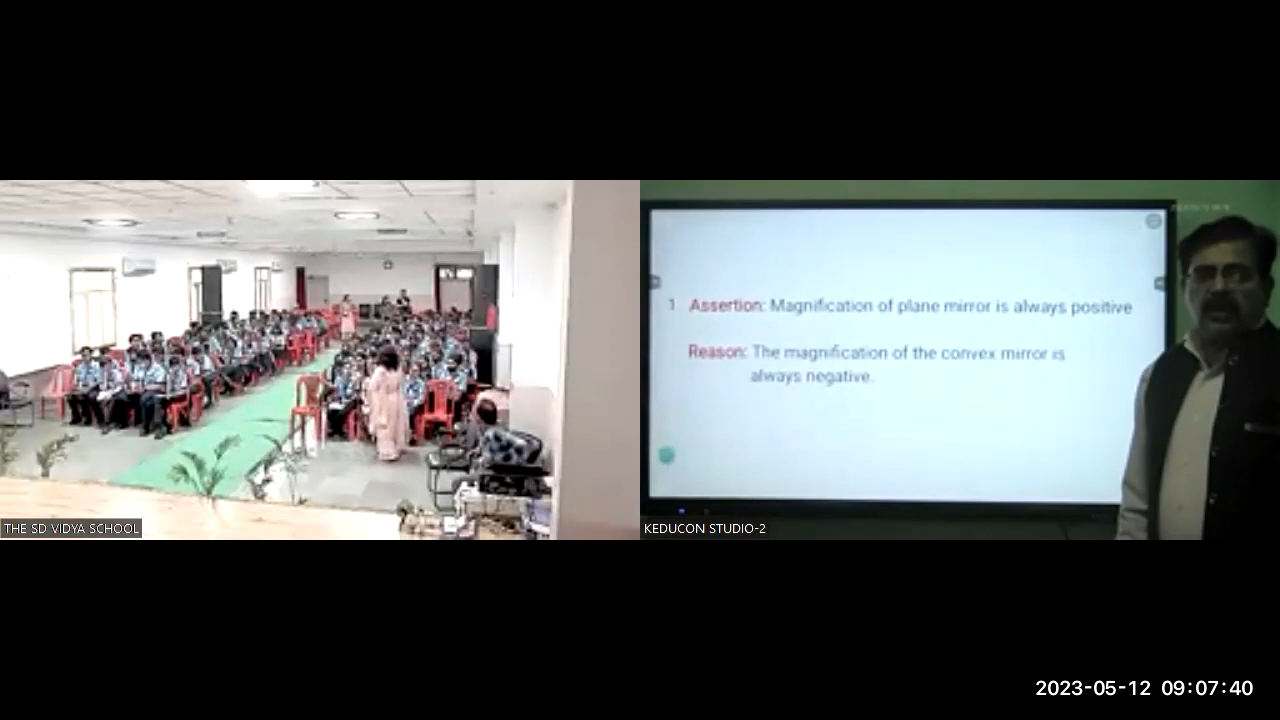 1 Assertion: Magnification of plane mirror is always positive
Reason: The magnification of the convex mirror is
always negative.
THE SD VIDYA SCHOOL
KEDUCON STUDIO-2
2023-05-12 09:07:40